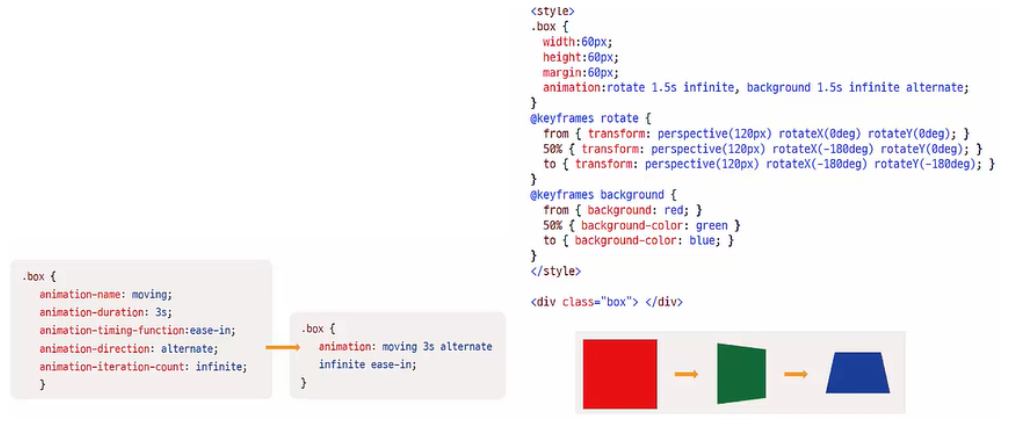 .box {
animation-name: moving;
animation-duration: 3s;
animation-timing-function:ease-in;
animation-direction: alternate;
animation-iteration-count: infinite;
}
.box {
animation: moving 3s alternate
infinite ease-in;
}
<style>
.box {
width:60px;
height:60px;
margin:60px;
animation:rotate 1.5s infinite, background 1.5s infinite alternate;
}
@keyframes rotate {
from { transform: perspective(120px) rotateX(0deg) rotateY(0deg); }
50% { transform: perspective(120px) rotateX(-180deg) rotateY(0deg); }
to { transform: perspective(120px) rotateX(-180deg) rotateY(-180deg); }
}
@keyframes background {
from { background: red; }
50% { background-color: green }
to { background-color: blue; }
}
</style>
<div class="box"> </div>